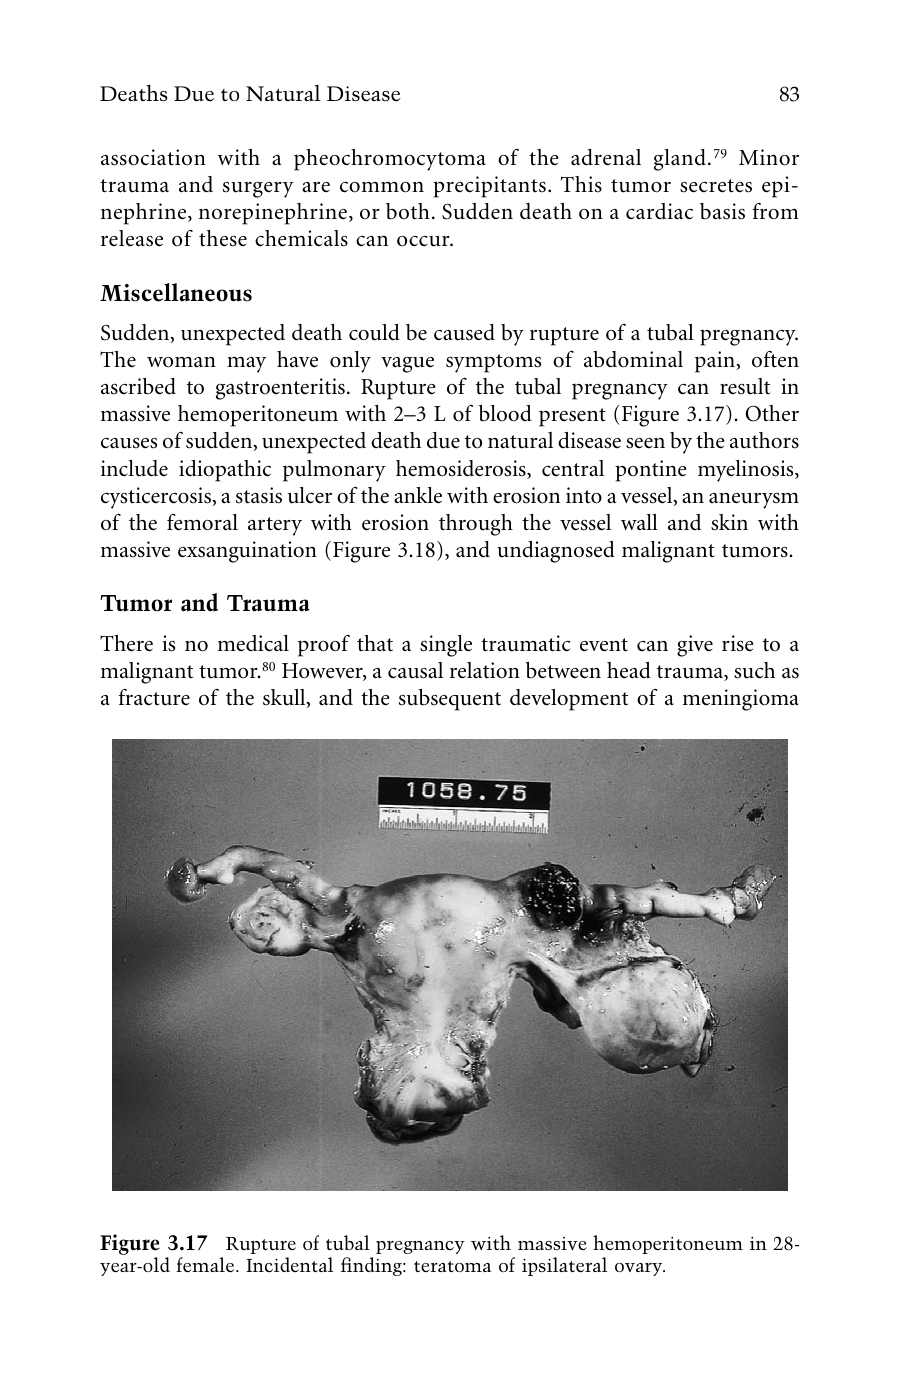 Deaths Due to Natural Disease 83
association with a pheochromocytoma of the adrenal gland.79 Minor
trauma and surgery are common precipitants. This tumor secretes epi-
nephrine, norepinephrine, or both. Sudden death on a cardiac basis from
release of these chemicals can occur.
Miscellaneous
Sudden, unexpected death could be caused by rupture of a tubal pregnancy.
The woman may have only vague symptoms of abdominal pain, often
ascribed to gastroenteritis. Rupture of the tubal pregnancy can result in
massive hemoperitoneum with 2–3 L of blood present (Figure 3.17). Other
causes of sudden, unexpected death due to natural disease seen by the authors
include idiopathic pulmonary hemosiderosis, central pontine myelinosis,
cysticercosis, a stasis ulcer of the ankle with erosion into a vessel, an aneurysm
of the femoral artery with erosion through the vessel wall and skin with
massive exsanguination (Figure 3.18), and undiagnosed malignant tumors.
Tumor and Trauma
There is no medical proof that a single traumatic event can give rise to a
malignant tumor.80 However, a causal relation between head trauma, such as
a fracture of the skull, and the subsequent development of a meningioma
1058.75
INCHES
1 2
Figure 3.17 Rupture of tubal pregnancy with massive hemoperitoneum in 28-
year-old female. Incidental finding: teratoma of ipsilateral ovary.